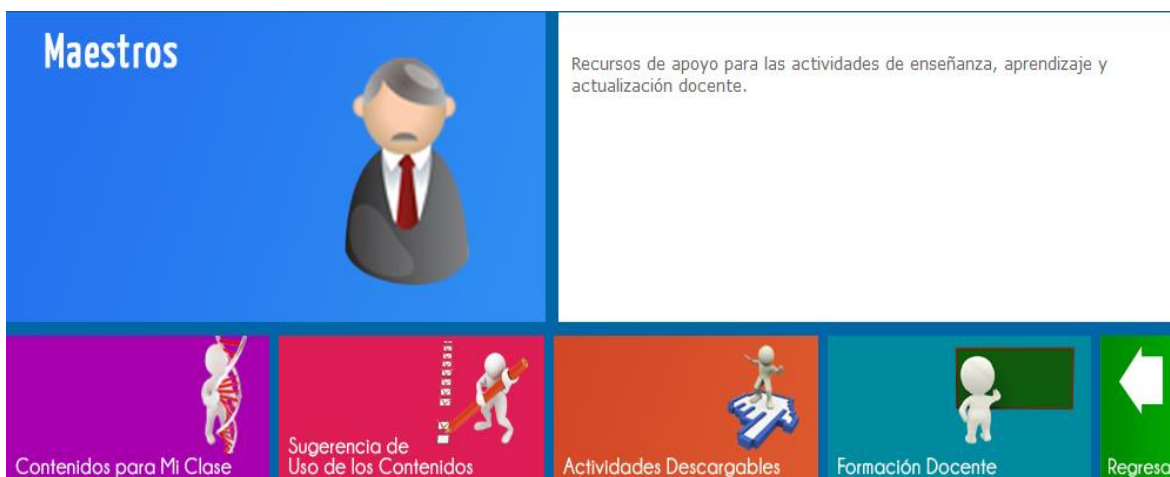 Maestros
Recursos de apoyo para las actividades de enseñanza, aprendizaje y
actualización docente.
Contenidos para Mi Clase
Sugerencia de
Uso de los Contenidos
Actividades Descargables
Formación Docente
Regresa